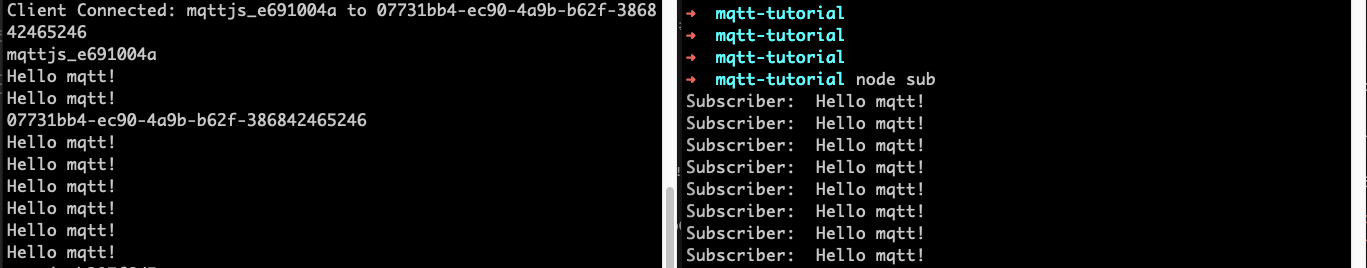 Client Connected: mqttjs_e691004a to 07731bb4-ec90-4a9b-b62f-3868
42465246
mqttjs_e691004a
Hello mqtt!
Hello mqtt!
07731bb4-ec90-4a9b-b62f-386842465246
Hello mqtt!
Hello mqtt!
Hello mqtt!
Hello mqtt!
Hello mqtt!
Hello mqtt!
➜ mqtt-tutorial
➜ mqtt-tutorial
➜ mqtt-tutorial
➜ mqtt-tutorial node sub
Subscriber: Hello mqtt!
Subscriber: Hello mqtt!
Subscriber: Hello mqtt!
Subscriber: Hello mqtt!
Subscriber: Hello mqtt!
Subscriber: Hello mqtt!
Subscriber: Hello mqtt!
Subscriber: Hello mqtt!